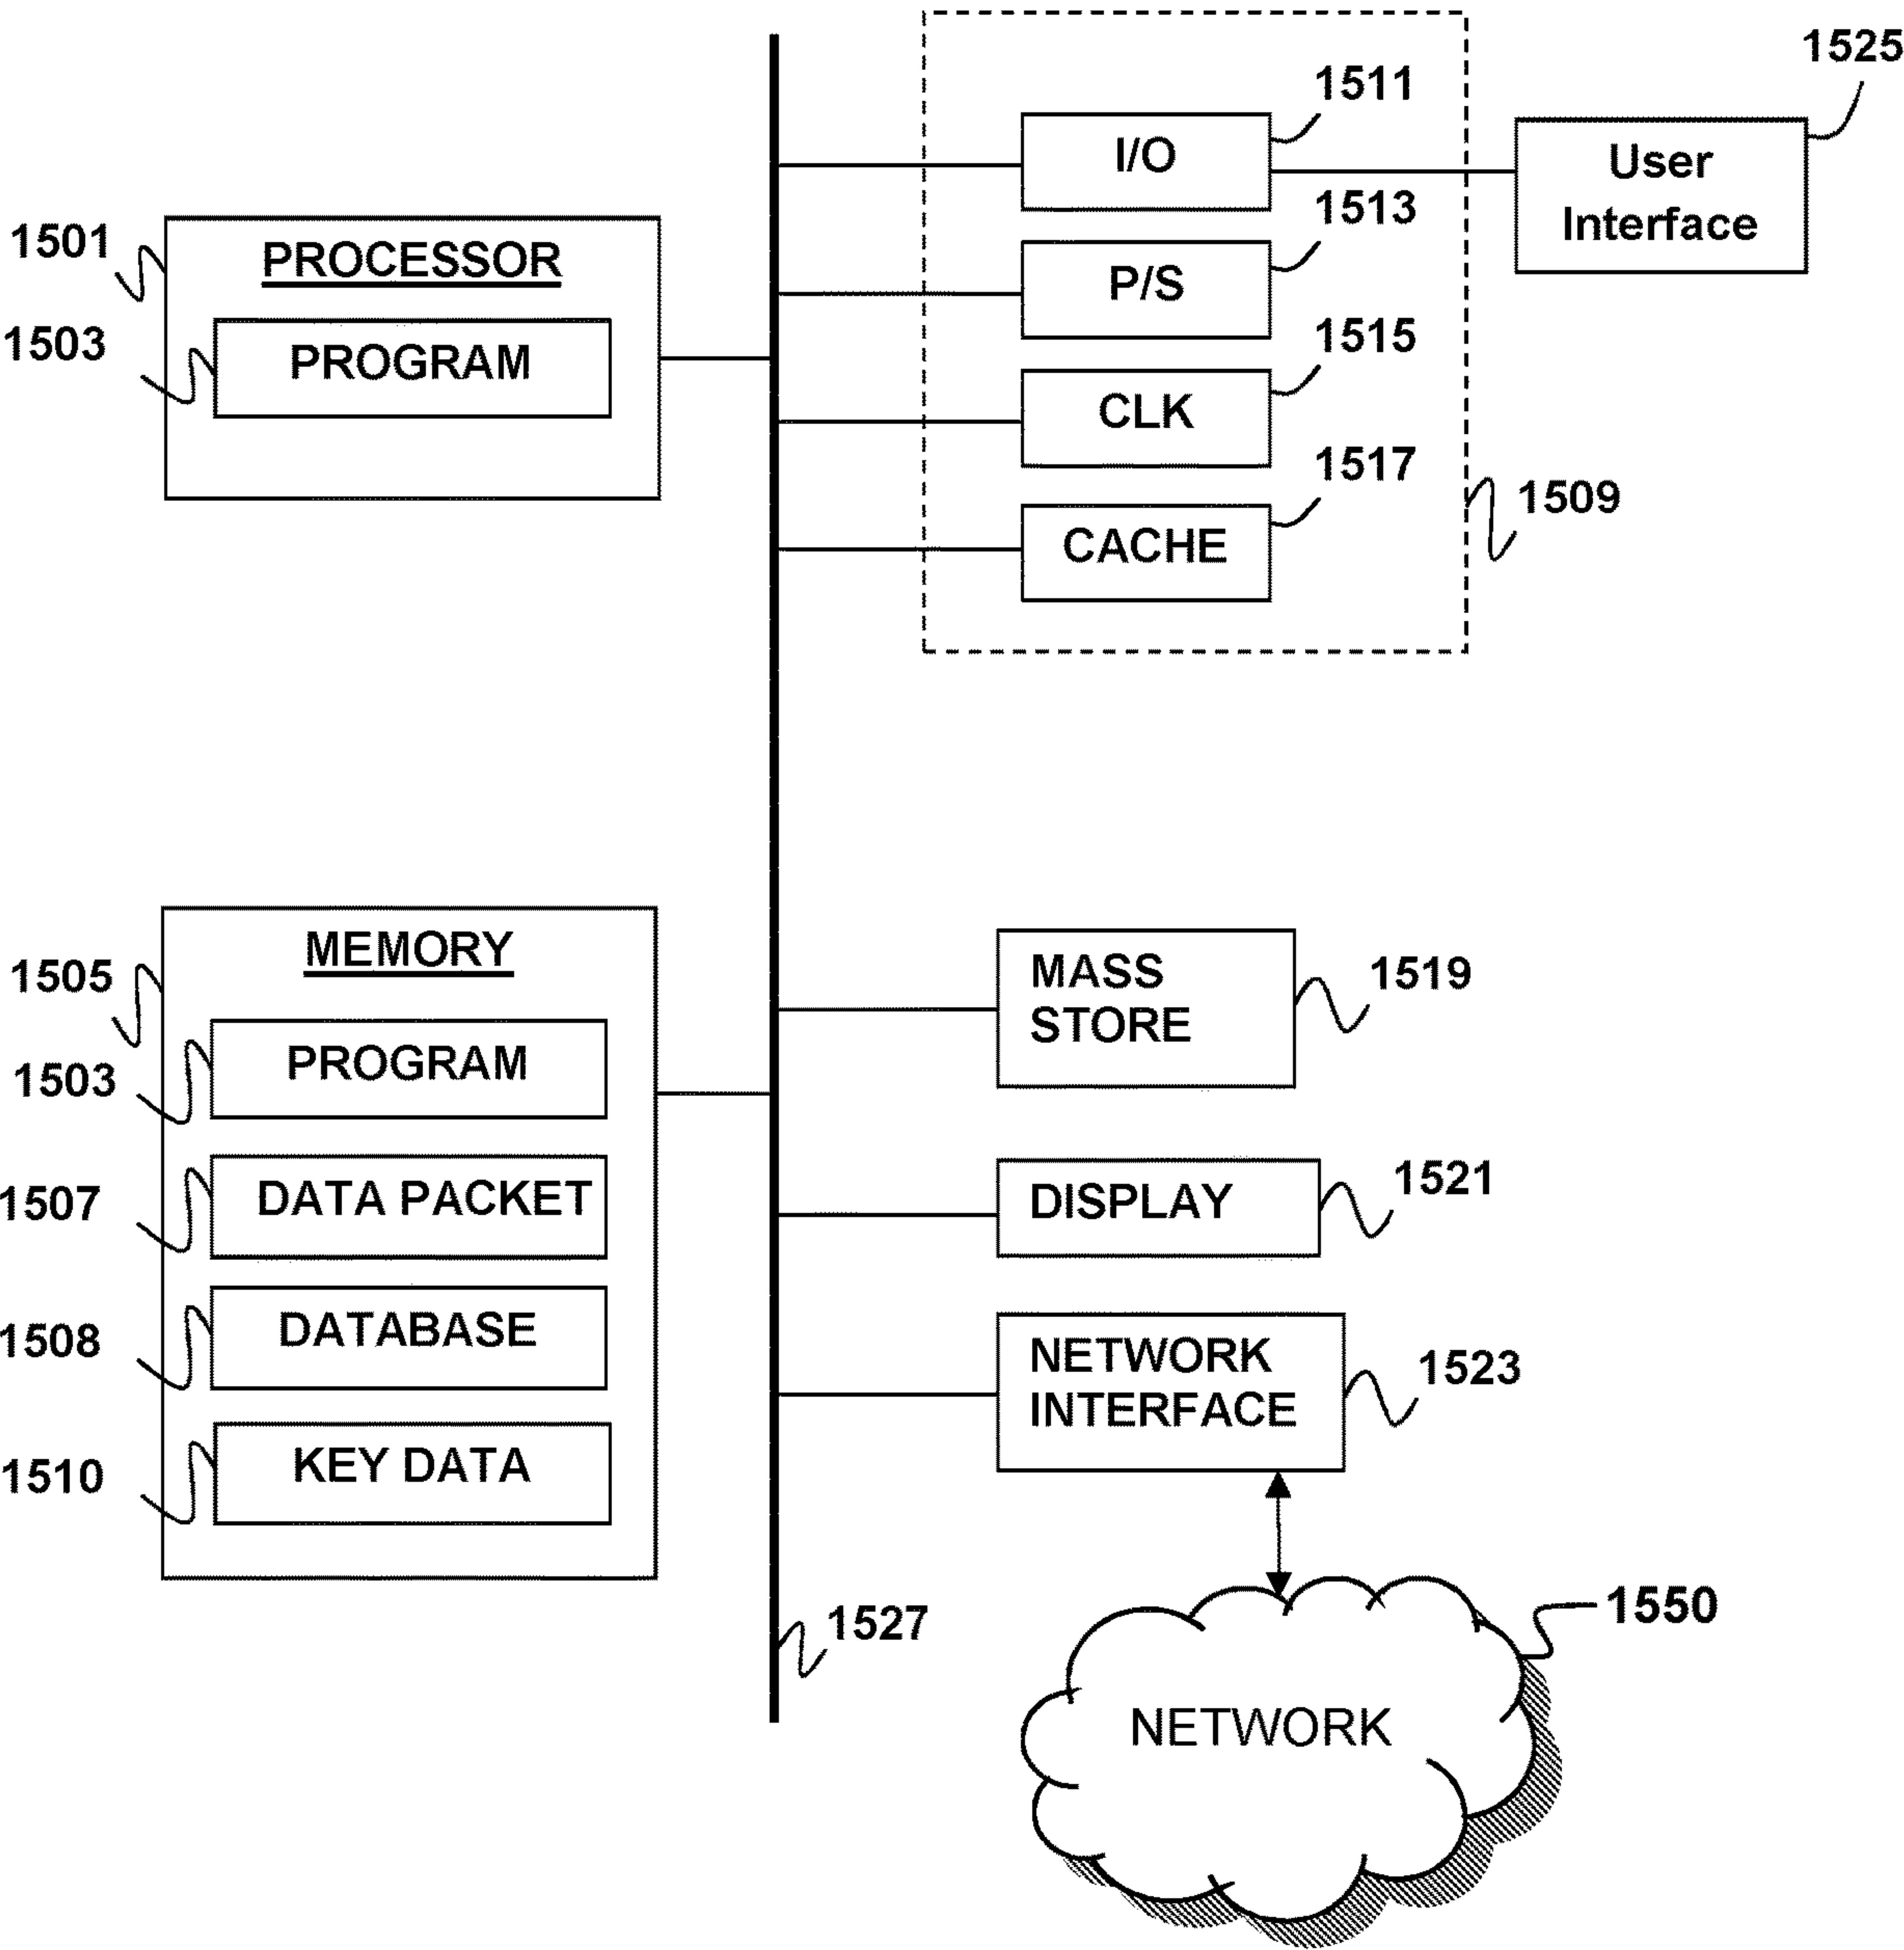 1501
PROCESSOR
1503
PROGRAM
1511
I/O
1513
P/S
1515
CLK
1517
CACHE
1509
1525
User
Interface
1505
MEMORY
1503
PROGRAM
1507
DATA PACKET
1508
DATABASE
1510
KEY DATA
1527
MASS
STORE
1519
DISPLAY
1521
NETWORK
INTERFACE
1523
1550
NETWORK